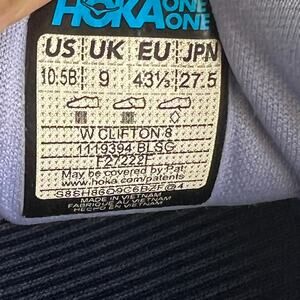 HOKA ONE ONE
US UK EU JPN
10.5B 9 43⅓ 27.5
W CLIFTON 8
1119394 BLSG
F27222F
May be covered by Pat.
www.hoka.com/patents
MADE IN VIETNAM
FABRIQUÉ AU VIETNAM
HECHO EN VIETNAM